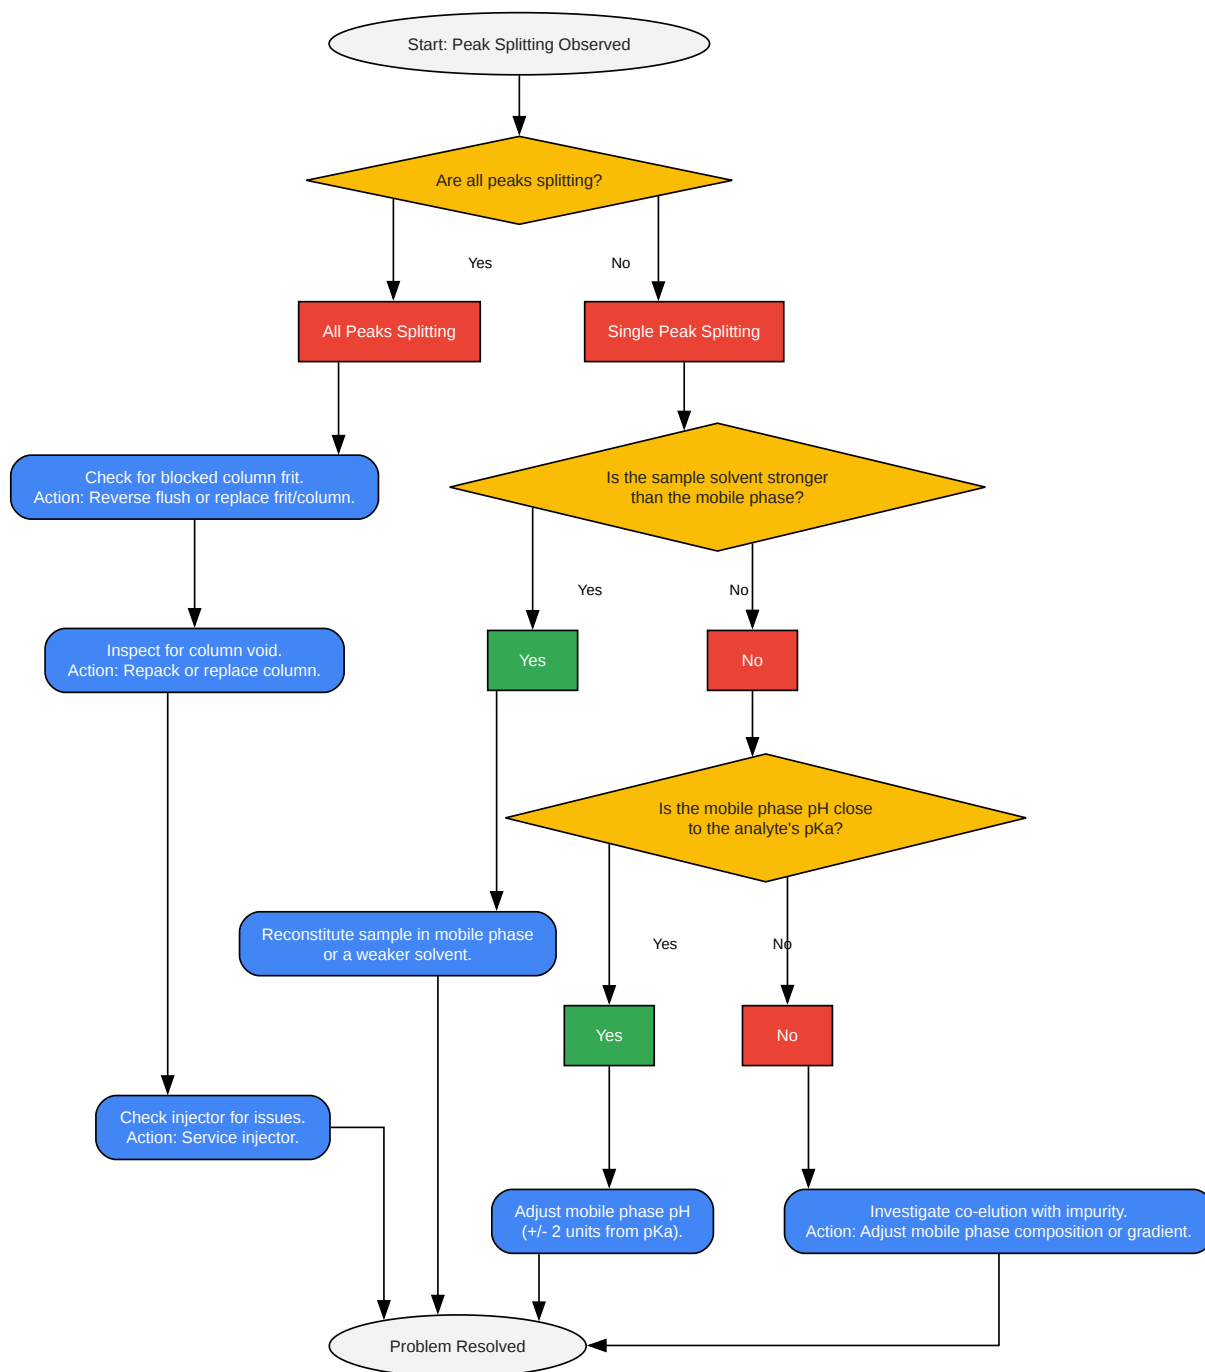 Start: Peak Splitting Observed
Are all peaks splitting?
Yes
No
All Peaks Splitting
Single Peak Splitting
Check for blocked column frit.
Action: Reverse flush or replace frit/column.
Is the sample solvent stronger
than the mobile phase?
Yes
No
Inspect for column void.
Action: Repack or replace column.
Yes
No
Is the mobile phase pH close
to the analyte's pKa?
Reconstitute sample in mobile phase
or a weaker solvent.
Yes
No
Yes
No
Check injector for issues.
Action: Service injector.
Adjust mobile phase pH
(+/- 2 units from pKa).
Investigate co-elution with impurity.
Action: Adjust mobile phase composition or gradient.
Problem Resolved